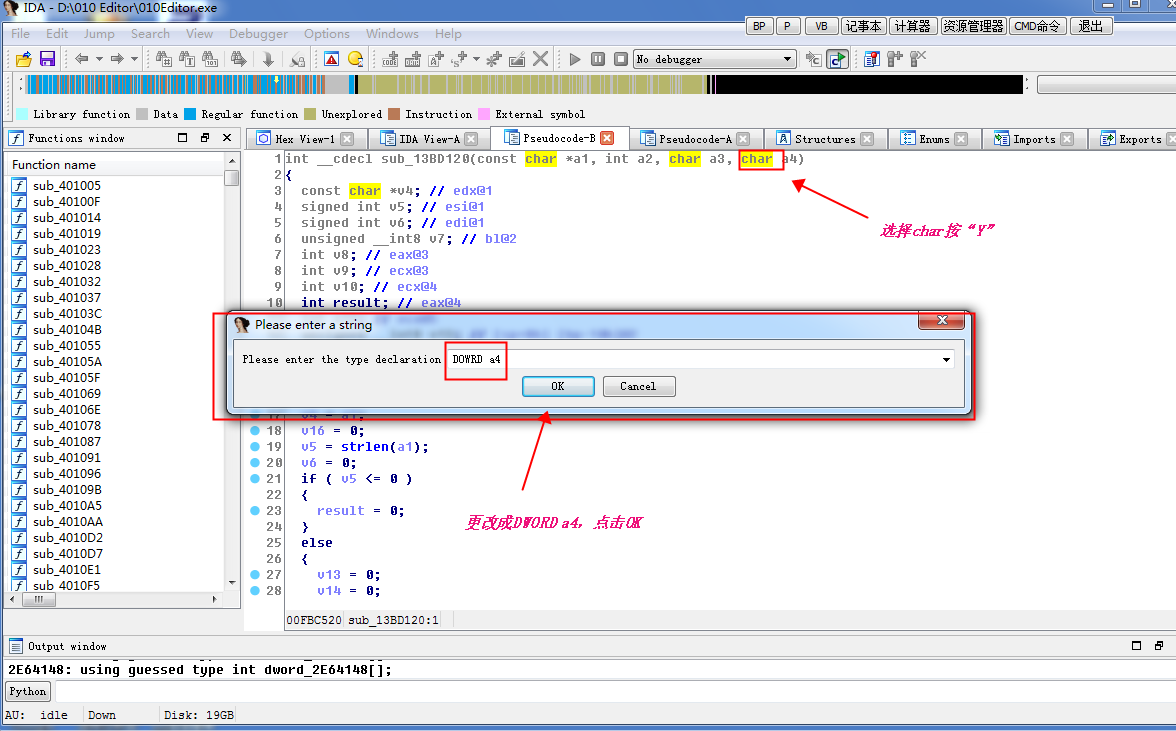 IDA - D:\010 Editor\010Editor.exe
File Edit Jump Search View Debugger Options Windows Help
BP P VB 记事本 计算器 资源管理器 CMD命令 退出
No debugger
Library function Data Regular function Unexplored Instruction External symbol
Functions window
Hex View-1 IDA View-A Pseudocode-B Pseudocode-A Structures Enums Imports Exports
Function name
sub_401005
sub_40100F
sub_401014
sub_401019
sub_401023
sub_401028
sub_401032
sub_401037
sub_40103C
sub_40104B
sub_401055
sub_40105A
sub_40105F
sub_401069
sub_40106E
sub_401078
sub_401087
sub_401091
sub_401096
sub_40109B
sub_4010A5
sub_4010AA
sub_4010D2
sub_4010D7
sub_4010E1
sub_4010F5
1 int __cdecl sub_13BD120(const char *a1, int a2, char a3, char a4)
2 {
3 const char *v4; // edx@1
4 signed int v5; // esi@1
5 signed int v6; // edi@1
6 unsigned __int8 v7; // bl@2
7 int v8; // eax@3
8 int v9; // ecx@3
9 int v10; // ecx@4
10 int result; // eax@4
选择char按“Y”
Please enter a string
Please enter the type declaration DOWRD a4
OK Cancel
17 v4 = a1;
18 v16 = 0;
19 v5 = strlen(a1);
20 v6 = 0;
21 if ( v5 <= 0 )
22 {
23 result = 0;
24 }
25 else
26 {
27 v13 = 0;
28 v14 = 0;
更改成DWORD a4，点击OK
00FBC520 sub_13BD120:1
Output window
2E64148: using guessed type int dword_2E64148[];
Python
AU: idle Down Disk: 19GB